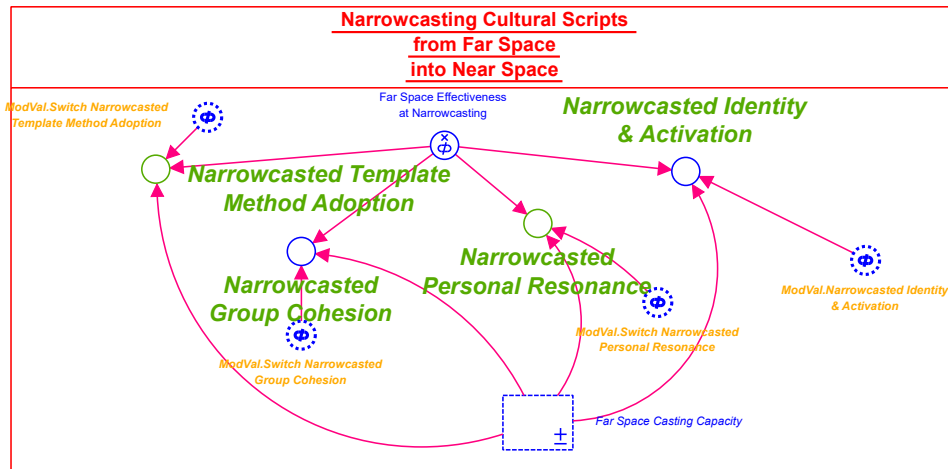 Narrowcasting Cultural Scripts
from Far Space
into Near Space
ModVal.Switch Narrowcasted
Template Method Adoption
Far Space Effectiveness
at Narrowcasting
Narrowcasted Identity
& Activation
Narrowcasted Template
Method Adoption
Narrowcasted
Personal Resonance
Narrowcasted
Group Cohesion
ModVal.Narrowcasted Identity
& Activation
ModVal.Switch Narrowcasted
Personal Resonance
ModVal.Switch Narrowcasted
Group Cohesion
Far Space Casting Capacity